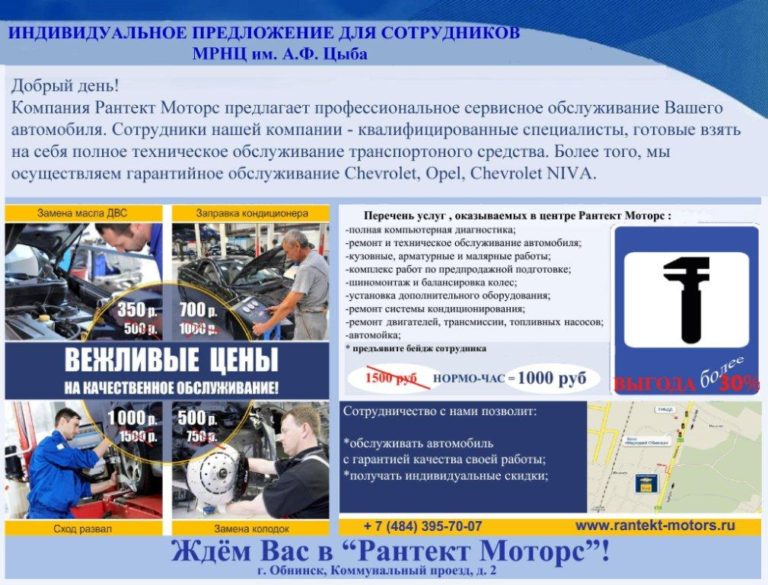 ИНДИВИДУАЛЬНОЕ ПРЕДЛОЖЕНИЕ ДЛЯ СОТРУДНИКОВ
МРНЦ им. А.Ф. Цыба
Добрый день!
Компания Рантект Моторс предлагает профессиональное сервисное обслуживание Вашего
автомобиля. Сотрудники нашей компании - квалифицированные специалисты, готовые взять
на себя полное техническое обслуживание транспортоного средства. Более того, мы
осуществляем гарантийное обслуживание Chevrolet, Opel, Chevrolet NIVA.
Замена масла ДВС
Заправка кондиционера
350 р.
500 р.
700 р.
1000 р.
ВЕЖЛИВЫЕ ЦЕНЫ
НА КАЧЕСТВЕННОЕ ОБСЛУЖИВАНИЕ!
1000 р.
1500 р.
500 р.
750 р.
Сход развал
Замена колодок
Перечень услуг , оказываемых в центре Рантект Моторс :
-полная компьютерная диагностика;
-ремонт и техническое обслуживание автомобиля;
-кузовные, арматурные и малярные работы;
-комплекс работ по предпродажной подготовке;
-шиномонтаж и балансировка колес;
-установка дополнительного оборудования;
-ремонт системы кондиционирования;
-ремонт двигателей, трансмиссии, топливных насосов;
-автомойка;
* предъявите бейдж сотрудника
1500 руб НОРМО-ЧАС = 1000 руб
ВЫГОДА более 30%
Сотрудничество с нами позволит:
*обслуживать автомобиль
с гарантией качества своей работы;
*получать индивидуальные скидки;
+ 7 (484) 395-70-07
www.rantekt-motors.ru
Ждём Вас в “Рантект Моторс”!
г. Обнинск, Коммунальный проезд, д. 2